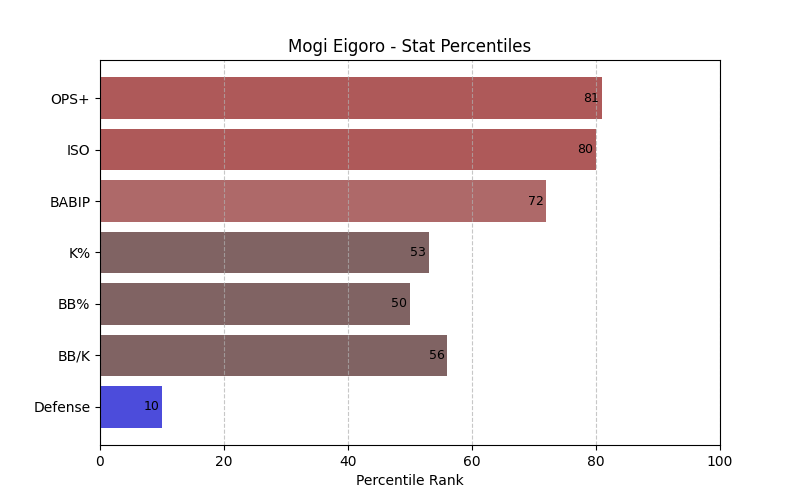 Mogi Eigoro - Stat Percentiles
OPS+ 81
ISO 80
BABIP 72
K% 53
BB% 50
BB/K 56
Defense 10
0 20 40 60 80 100
Percentile Rank